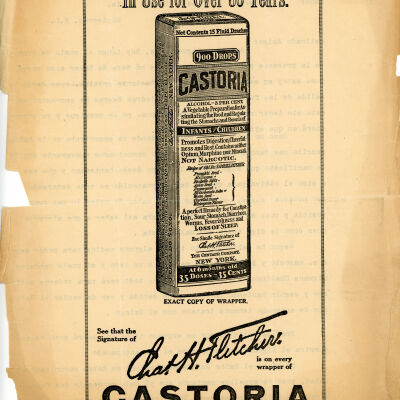 In Use for Over 30 Years.
Net Contents 15 Fluid Drachms
900 DROPS
CASTORIA
ALCOHOL - 3 PER CENT
A Vegetable Preparation for As-
similating the Food and Regula-
ting the Stomachs and Bowels of
INFANTS / CHILDREN
Promotes Digestion, Cheerful-
ness and Rest. Contains neither
Opium, Morphine nor Mineral.
NOT NARCOTIC.
A perfect Remedy for Constipa-
tion, Sour Stomach, Diarrhoea,
Worms, Feverishness and
LOSS OF SLEEP.
Fac Simile Signature of
Chas H. Fletcher.
THE CENTAUR COMPANY,
NEW YORK.
At 6 months old
35 DOSES - 35 CENTS
EXACT COPY OF WRAPPER.
See that the
Signature of
Chas H. Fletcher.
is on every
wrapper of
CASTORIA